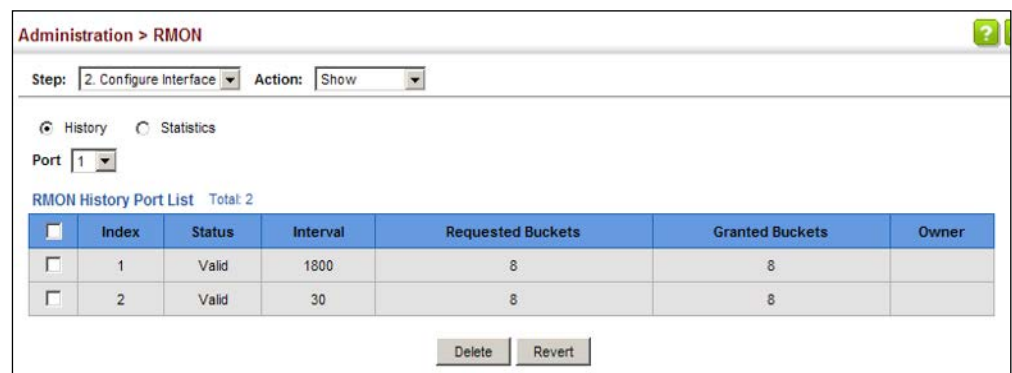 Administration > RMON
?
Step: 2. Configure Interface Action: Show
History Statistics
Port 1
RMON History Port List Total: 2
Index Status Interval Requested Buckets Granted Buckets Owner
1 Valid 1800 8 8
2 Valid 30 8 8
Delete Revert